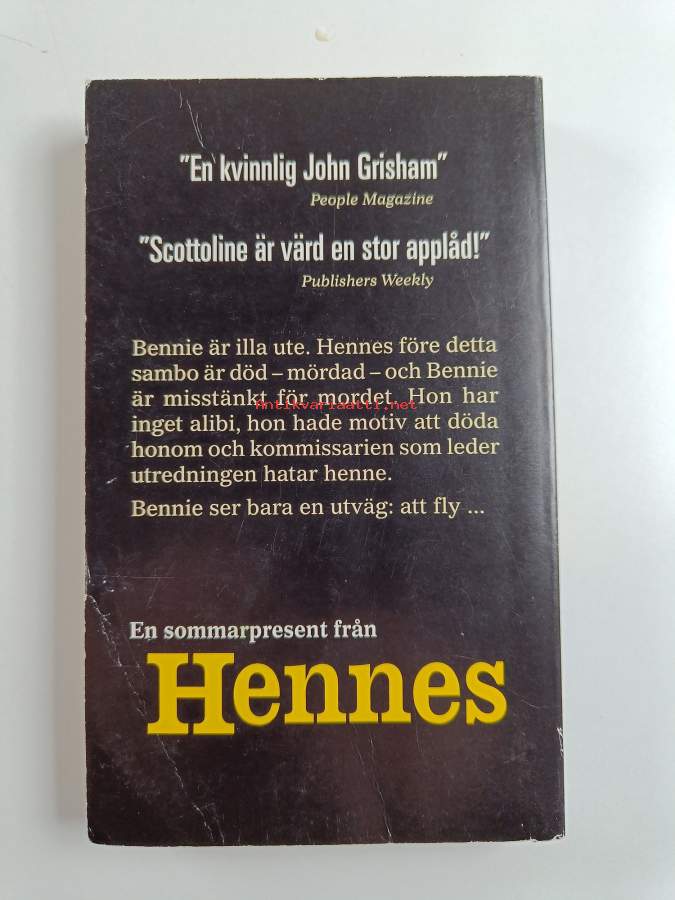 "En kvinnlig John Grisham"
People Magazine
"Scottoline är värd en stor applåd!"
Publishers Weekly
Bennie är illa ute. Hennes före detta
sambo är död – mördad – och Bennie
är misstänkt för mordet. Hon har
antikvariaatti.net
inget alibi, hon hade motiv att döda
honom och kommissarien som leder
utredningen hatar henne.
Bennie ser bara en utväg: att fly ...
En sommarpresent från
Hennes